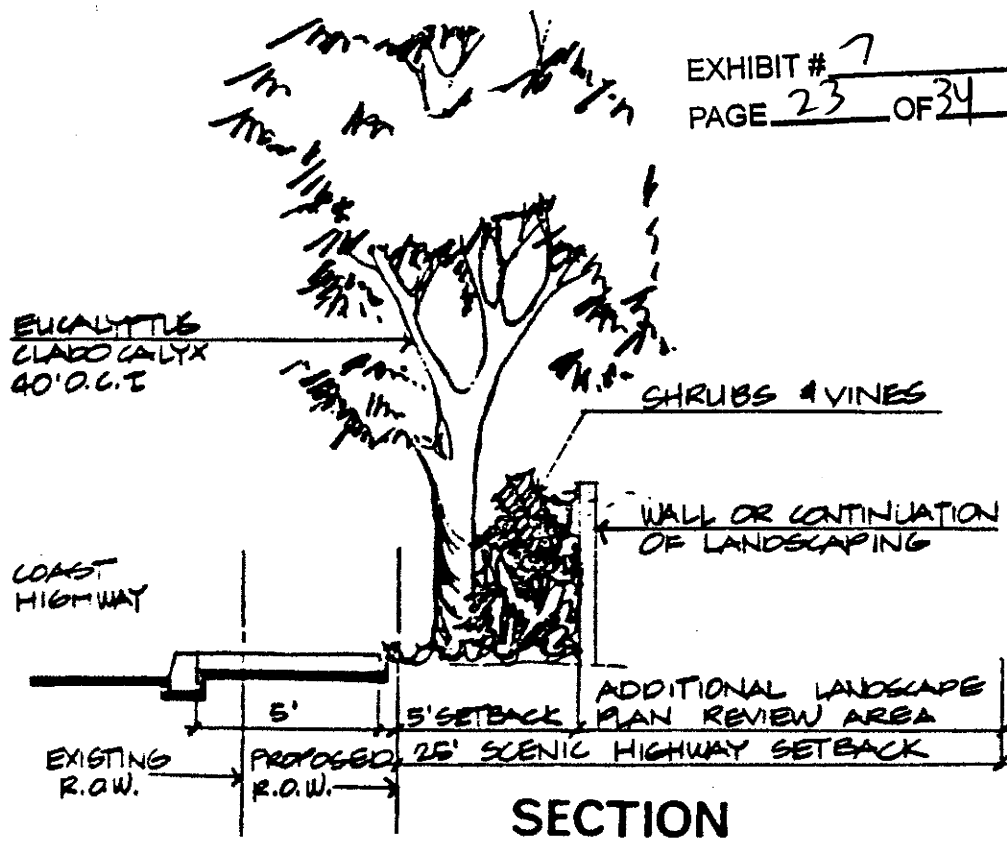 EXHIBIT # 7
PAGE 23 OF 34
EUCALYPTUS
CLADOCALYX
40' O.C. ±
SHRUBS & VINES
WALL OR CONTINUATION
OF LANDSCAPING
COAST
HIGHWAY
5'
5' SETBACK
ADDITIONAL LANDSCAPE
PLAN REVIEW AREA
EXISTING
R.O.W.
PROPOSED
R.O.W.
25' SCENIC HIGHWAY SETBACK
SECTION